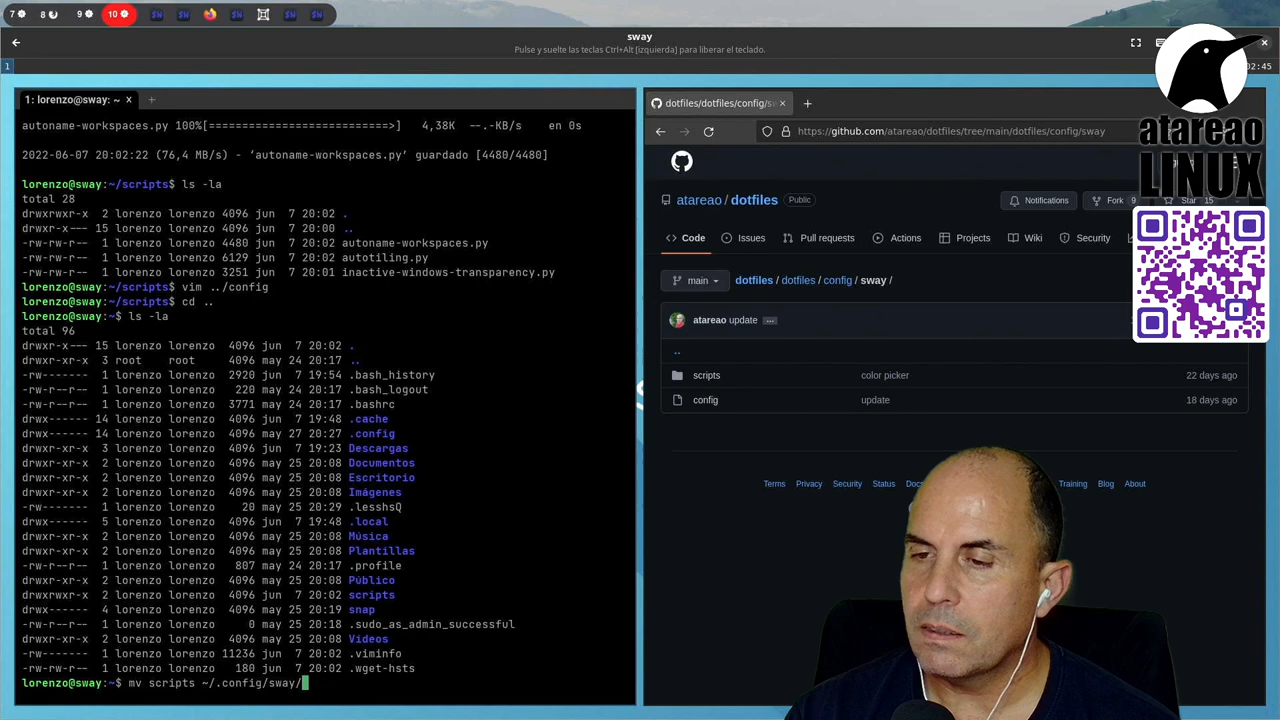 7 8 9 10
sway
Pulse y suelte las teclas Ctrl+Alt [izquierda] para liberar el teclado.
1
02:45
1: lorenzo@sway: ~ × +
autoname-workspaces.py 100%[===========================>] 4,38K --.-KB/s en 0s
2022-06-07 20:02:22 (76,4 MB/s) - ‘autoname-workspaces.py’ guardado [4480/4480]
lorenzo@sway:~/scripts$ ls -la
total 28
drwxrwxr-x 2 lorenzo lorenzo 4096 jun 7 20:02 .
drwxr-x--- 15 lorenzo lorenzo 4096 jun 7 20:00 ..
-rw-rw-r-- 1 lorenzo lorenzo 4480 jun 7 20:02 autoname-workspaces.py
-rw-rw-r-- 1 lorenzo lorenzo 6129 jun 7 20:02 autotiling.py
-rw-rw-r-- 1 lorenzo lorenzo 3251 jun 7 20:01 inactive-windows-transparency.py
lorenzo@sway:~/scripts$ vim ../config
lorenzo@sway:~/scripts$ cd ..
lorenzo@sway:~$ ls -la
total 96
drwxr-x--- 15 lorenzo lorenzo 4096 jun 7 20:02 .
drwxr-xr-x 3 root root 4096 may 24 20:17 ..
-rw------- 1 lorenzo lorenzo 2920 jun 7 19:54 .bash_history
-rw-r--r-- 1 lorenzo lorenzo 220 may 24 20:17 .bash_logout
-rw-r--r-- 1 lorenzo lorenzo 3771 may 24 20:17 .bashrc
drwx------ 14 lorenzo lorenzo 4096 jun 7 19:48 .cache
drwx------ 14 lorenzo lorenzo 4096 may 27 20:27 .config
drwxr-xr-x 3 lorenzo lorenzo 4096 jun 7 19:23 Descargas
drwxr-xr-x 2 lorenzo lorenzo 4096 may 25 20:08 Documentos
drwxr-xr-x 2 lorenzo lorenzo 4096 may 25 20:08 Escritorio
drwxr-xr-x 2 lorenzo lorenzo 4096 may 25 20:08 Imágenes
-rw------- 1 lorenzo lorenzo 20 may 25 20:29 .lesshsQ
drwx------ 5 lorenzo lorenzo 4096 jun 7 19:48 .local
drwxr-xr-x 2 lorenzo lorenzo 4096 may 25 20:08 Música
drwxr-xr-x 2 lorenzo lorenzo 4096 may 25 20:08 Plantillas
-rw-r--r-- 1 lorenzo lorenzo 807 may 24 20:17 .profile
drwxr-xr-x 2 lorenzo lorenzo 4096 may 25 20:08 Público
drwxrwxr-x 2 lorenzo lorenzo 4096 jun 7 20:02 scripts
drwx------ 4 lorenzo lorenzo 4096 may 25 20:19 snap
-rw-r--r-- 1 lorenzo lorenzo 0 may 25 20:18 .sudo_as_admin_successful
drwxr-xr-x 2 lorenzo lorenzo 4096 may 25 20:08 Vídeos
-rw------- 1 lorenzo lorenzo 11236 jun 7 20:02 .viminfo
-rw-rw-r-- 1 lorenzo lorenzo 180 jun 7 20:02 .wget-hsts
lorenzo@sway:~$ mv scripts ~/.config/sway/
dotfiles/dotfiles/config/sw × +
https://github.com/atareao/dotfiles/tree/main/dotfiles/config/sway
atareao / dotfiles Public
Notifications Fork 9 Star 15
Code Issues Pull requests Actions Projects Wiki Security
main dotfiles / dotfiles / config / sway /
atareao update ...
..
scripts color picker 22 days ago
config update 18 days ago
Terms Privacy Security Status Training Blog About
atareao
LINUX